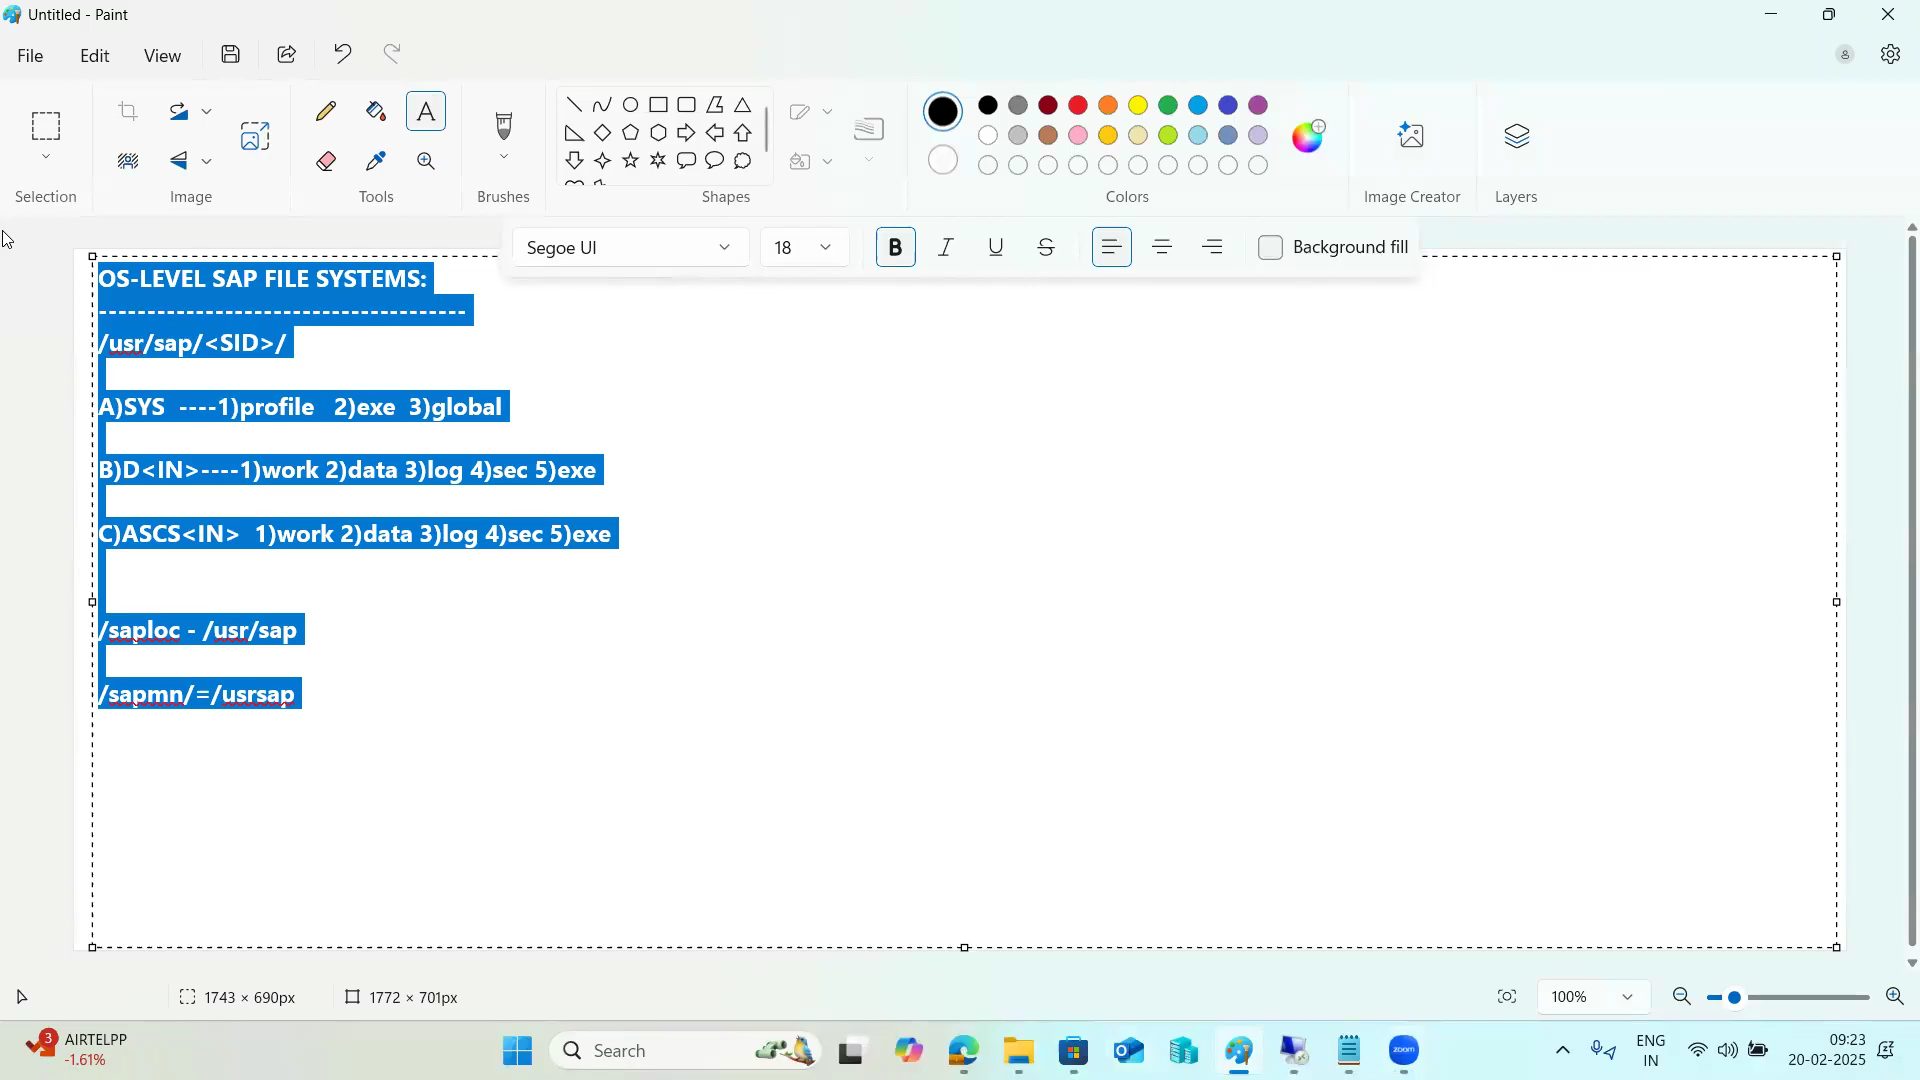 Untitled - Paint
File Edit View
Selection Image Tools Brushes Shapes Colors Image Creator Layers
Segoe UI 18 B I U S Background fill
OS-LEVEL SAP FILE SYSTEMS:
--------------------------------------
/usr/sap/<SID>/
A)SYS  ----1)profile   2)exe  3)global
B)D<IN>----1)work 2)data 3)log 4)sec 5)exe
C)ASCS<IN>  1)work 2)data 3)log 4)sec 5)exe
/saploc - /usr/sap
/sapmn/=/usrsap
1743 × 690px 1772 × 701px 100%
3 AIRTELPP Search zoom ENG 09:23
-1.61% IN 20-02-2025